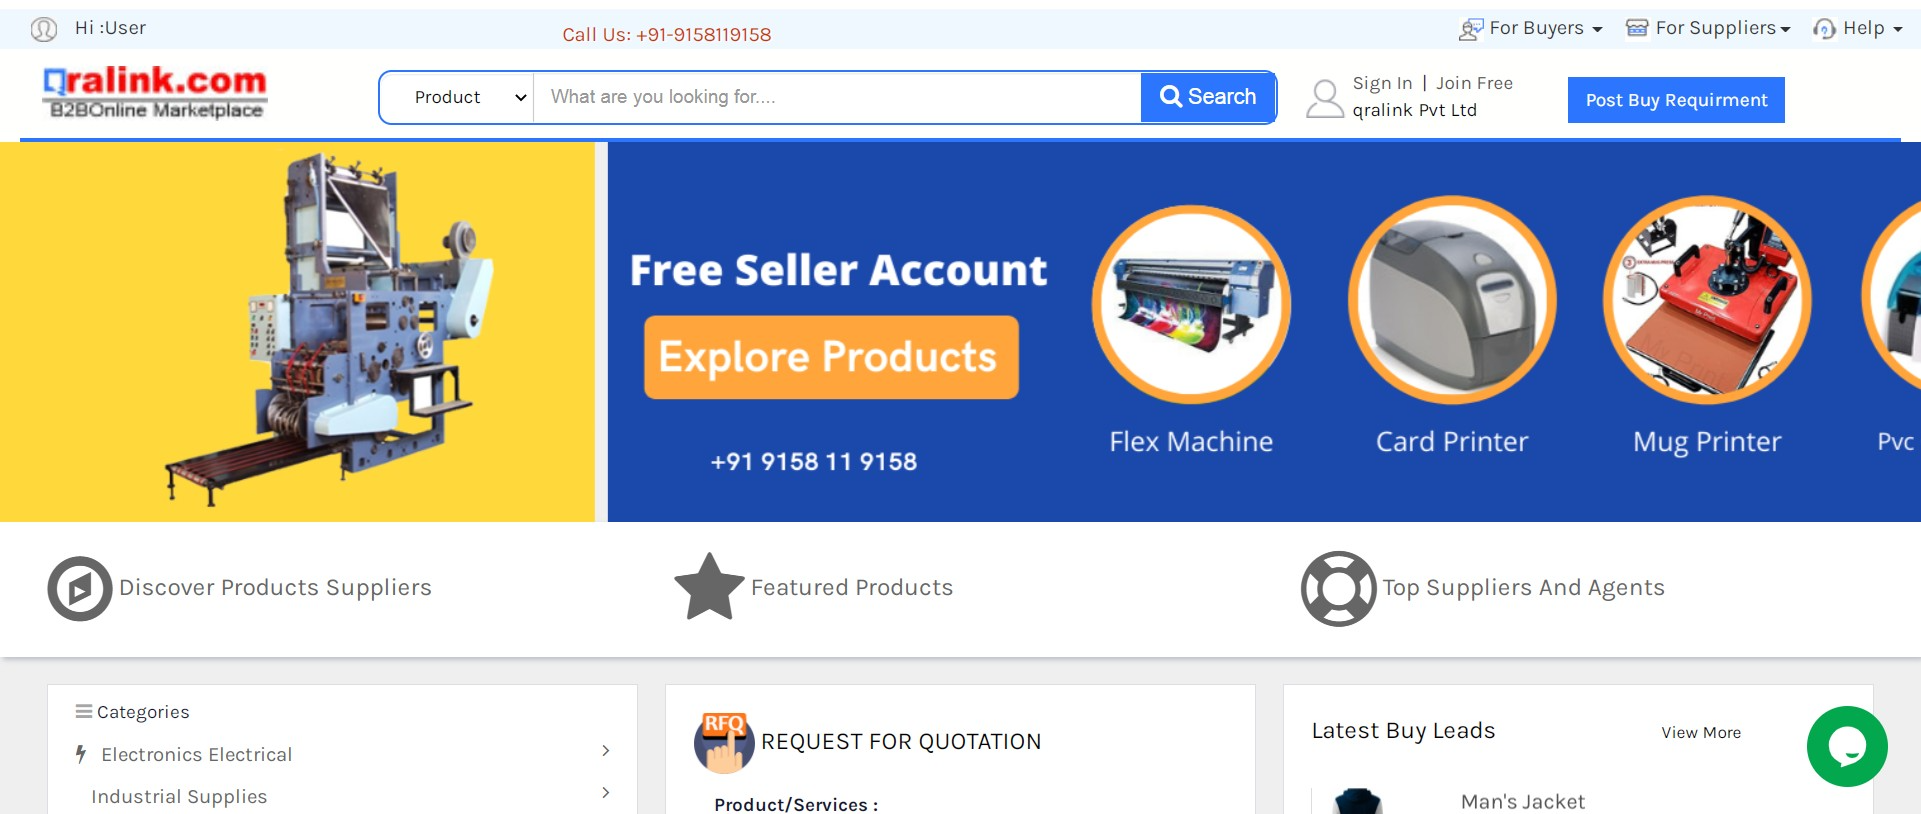 Hi :User
Call Us: +91-9158119158
For Buyers
For Suppliers
Help
Qralink.com
B2BOnline Marketplace
Product
What are you looking for....
Search
Sign In | Join Free
qralink Pvt Ltd
Post Buy Requirment
Free Seller Account
Explore Products
+91 9158 11 9158
Flex Machine
Card Printer
Mug Printer
Pvc
Mr Print
Discover Products Suppliers
Featured Products
Top Suppliers And Agents
Categories
Electronics Electrical
Industrial Supplies
RFQ
REQUEST FOR QUOTATION
Product/Services :
Latest Buy Leads
View More
Man's Jacket